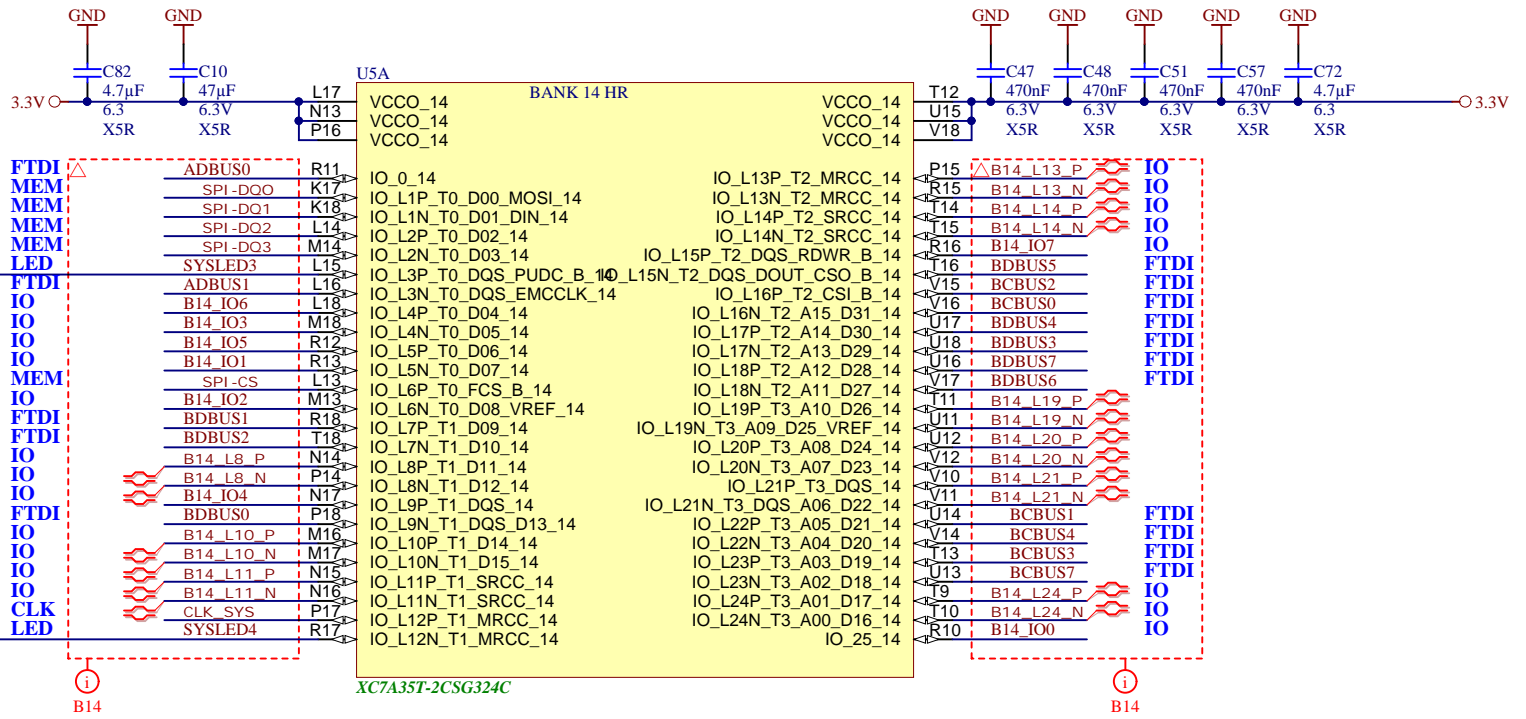 GND GND GND GND GND GND GND
C82 4.7µF 6.3 X5R
C10 47µF 6.3V X5R
C47 470nF 6.3V X5R
C48 470nF 6.3V X5R
C51 470nF 6.3V X5R
C57 470nF 6.3V X5R
C72 4.7µF 6.3 X5R
3.3V 3.3V
U5A
BANK 14 HR
L17 VCCO_14 VCCO_14 T12
N13 VCCO_14 VCCO_14 U15
P16 VCCO_14 VCCO_14 V18
FTDI ADBUS0 R11 IO_0_14 IO_L13P_T2_MRCC_14 P15 B14_L13_P IO
MEM SPI-DQ0 K17 IO_L1P_T0_D00_MOSI_14 IO_L13N_T2_MRCC_14 R15 B14_L13_N IO
MEM SPI-DQ1 K18 IO_L1N_T0_D01_DIN_14 IO_L14P_T2_SRCC_14 T14 B14_L14_P IO
MEM SPI-DQ2 L14 IO_L2P_T0_D02_14 IO_L14N_T2_SRCC_14 T15 B14_L14_N IO
MEM SPI-DQ3 M14 IO_L2N_T0_D03_14 IO_L15P_T2_DQS_RDWR_B_14 R16 B14_IO7 IO
LED SYSLED3 L15 IO_L3P_T0_DQS_PUDC_B_14 IO_L15N_T2_DQS_DOUT_CSO_B_14 T16 BDBUS5 FTDI
FTDI ADBUS1 L16 IO_L3N_T0_DQS_EMCCLK_14 IO_L16P_T2_CSI_B_14 V15 BCBUS2 FTDI
IO B14_IO6 L18 IO_L4P_T0_D04_14 IO_L16N_T2_A15_D31_14 V16 BCBUS0 FTDI
IO B14_IO3 M18 IO_L4N_T0_D05_14 IO_L17P_T2_A14_D30_14 U17 BDBUS4 FTDI
IO B14_IO5 R12 IO_L5P_T0_D06_14 IO_L17N_T2_A13_D29_14 U18 BDBUS3 FTDI
IO B14_IO1 R13 IO_L5N_T0_D07_14 IO_L18P_T2_A12_D28_14 U16 BDBUS7 FTDI
MEM SPI-CS L13 IO_L6P_T0_FCS_B_14 IO_L18N_T2_A11_D27_14 V17 BDBUS6 FTDI
IO B14_IO2 M13 IO_L6N_T0_D08_VREF_14 IO_L19P_T3_A10_D26_14 T11 B14_L19_P
FTDI BDBUS1 R18 IO_L7P_T1_D09_14 IO_L19N_T3_A09_D25_VREF_14 U11 B14_L19_N
FTDI BDBUS2 T18 IO_L7N_T1_D10_14 IO_L20P_T3_A08_D24_14 U12 B14_L20_P
IO B14_L8_P N14 IO_L8P_T1_D11_14 IO_L20N_T3_A07_D23_14 V12 B14_L20_N
IO B14_L8_N P14 IO_L8N_T1_D12_14 IO_L21P_T3_DQS_14 V10 B14_L21_P
IO B14_IO4 N17 IO_L9P_T1_DQS_14 IO_L21N_T3_DQS_A06_D22_14 V11 B14_L21_N
FTDI BDBUS0 P18 IO_L9N_T1_DQS_D13_14 IO_L22P_T3_A05_D21_14 U14 BCBUS1 FTDI
IO B14_L10_P M16 IO_L10P_T1_D14_14 IO_L22N_T3_A04_D20_14 V14 BCBUS4 FTDI
IO B14_L10_N M17 IO_L10N_T1_D15_14 IO_L23P_T3_A03_D19_14 T13 BCBUS3 FTDI
IO B14_L11_P N15 IO_L11P_T1_SRCC_14 IO_L23N_T3_A02_D18_14 U13 BCBUS7 FTDI
IO B14_L11_N N16 IO_L11N_T1_SRCC_14 IO_L24P_T3_A01_D17_14 T9 B14_L24_P IO
CLK CLK_SYS P17 IO_L12P_T1_MRCC_14 IO_L24N_T3_A00_D16_14 T10 B14_L24_N IO
LED SYSLED4 R17 IO_L12N_T1_MRCC_14 IO_25_14 R10 B14_IO0 IO
i i
B14 B14
XC7A35T-2CSG324C